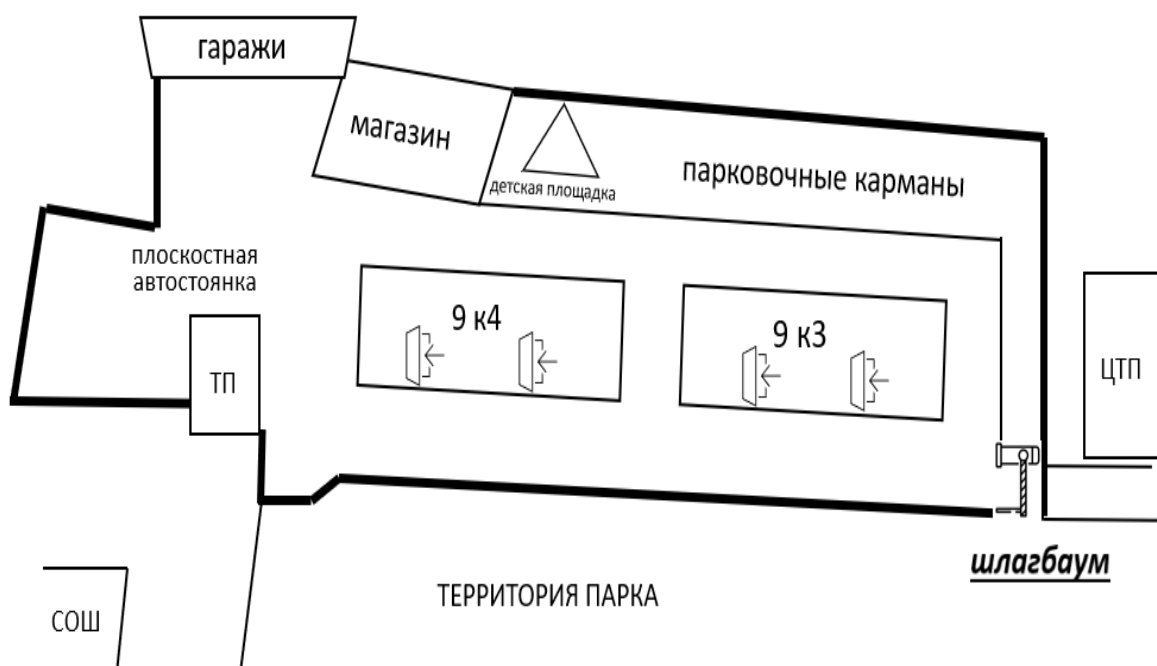 гаражи
магазин
детская площадка
парковочные карманы
плоскостная
автостоянка
9 к4
9 к3
ТП
ЦТП
шлагбаум
ТЕРРИТОРИЯ ПАРКА
СОШ